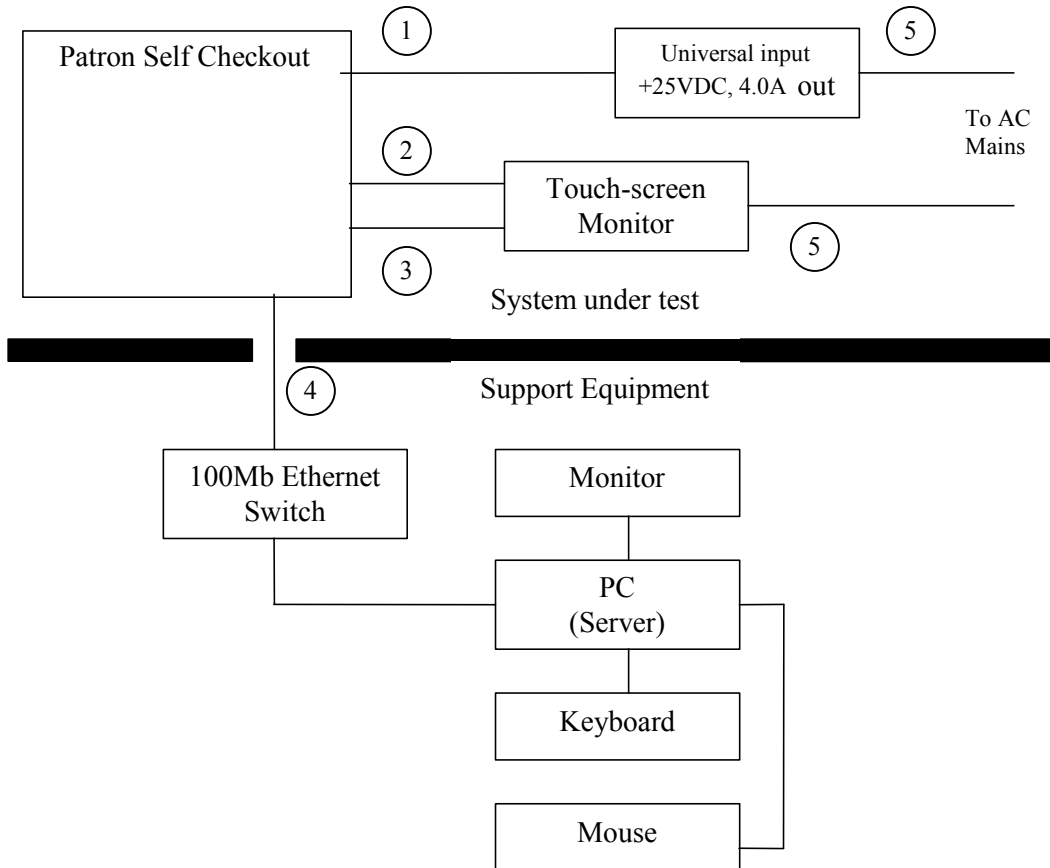 1
5
Patron Self Checkout
Universal input
+25VDC, 4.0A out
To AC
Mains
2
Touch-screen
Monitor
3
5
System under test
4
Support Equipment
100Mb Ethernet
Switch
Monitor
PC
(Server)
Keyboard
Mouse